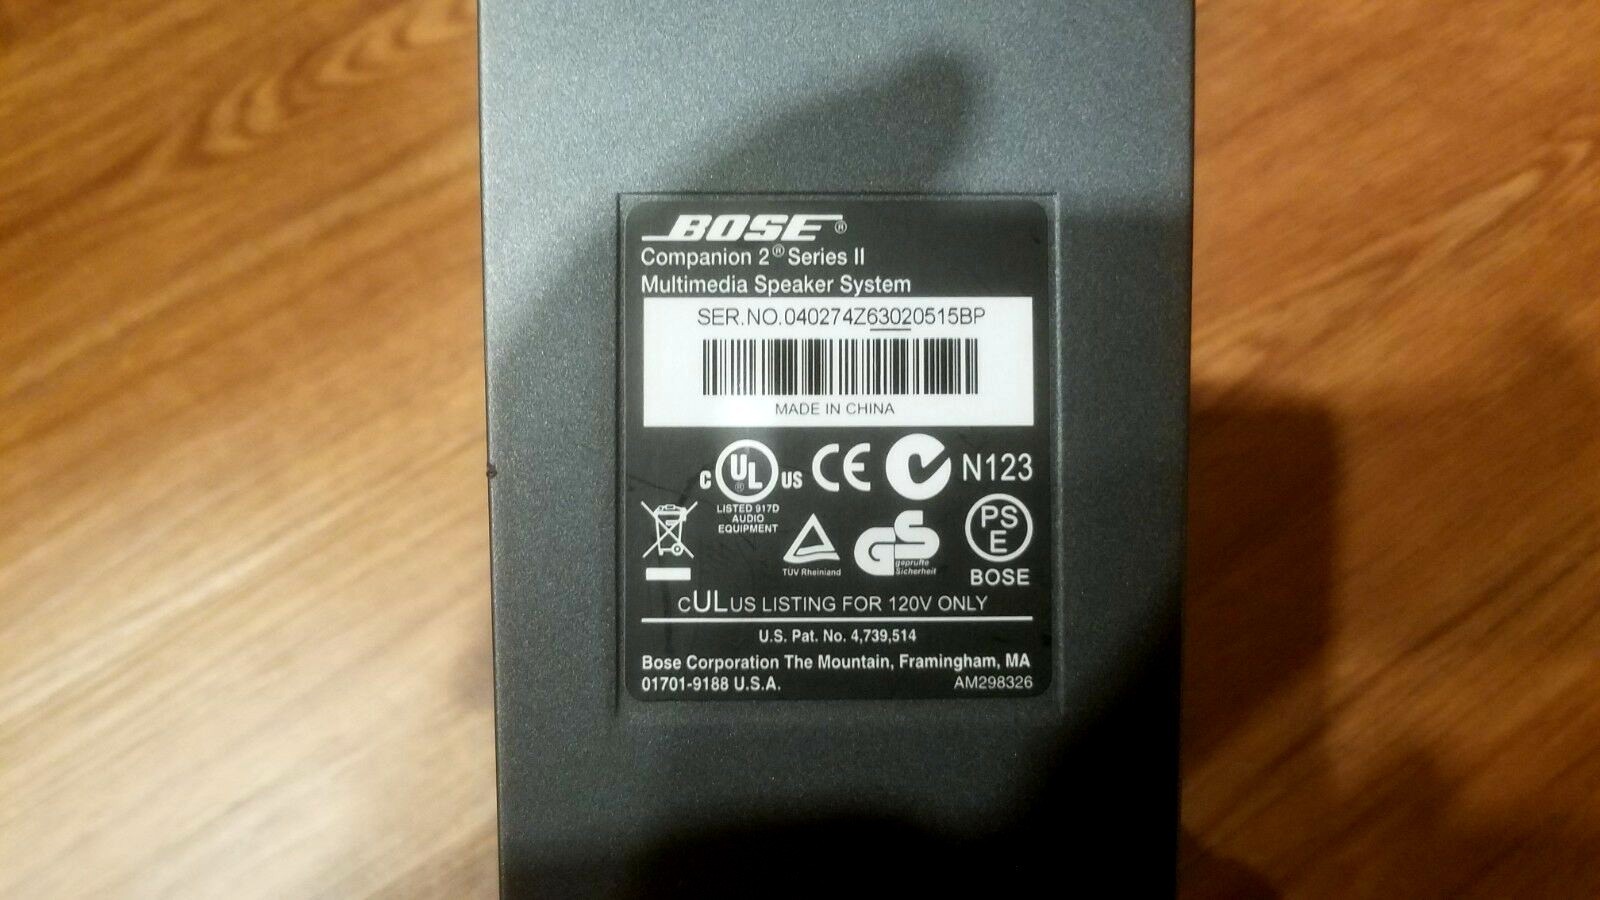 BOSE®
Companion 2® Series II
Multimedia Speaker System
SER.NO.040274Z63020515BP
MADE IN CHINA
C UL® US
LISTED 917D
AUDIO
EQUIPMENT
CE
N123
TÜV Rheinland
GS
geprüfte
Sicherheit
PS
E
BOSE
CULUS LISTING FOR 120V ONLY
U.S. Pat. No. 4,739,514
Bose Corporation The Mountain, Framingham, MA
01701-9188 U.S.A.
AM298326